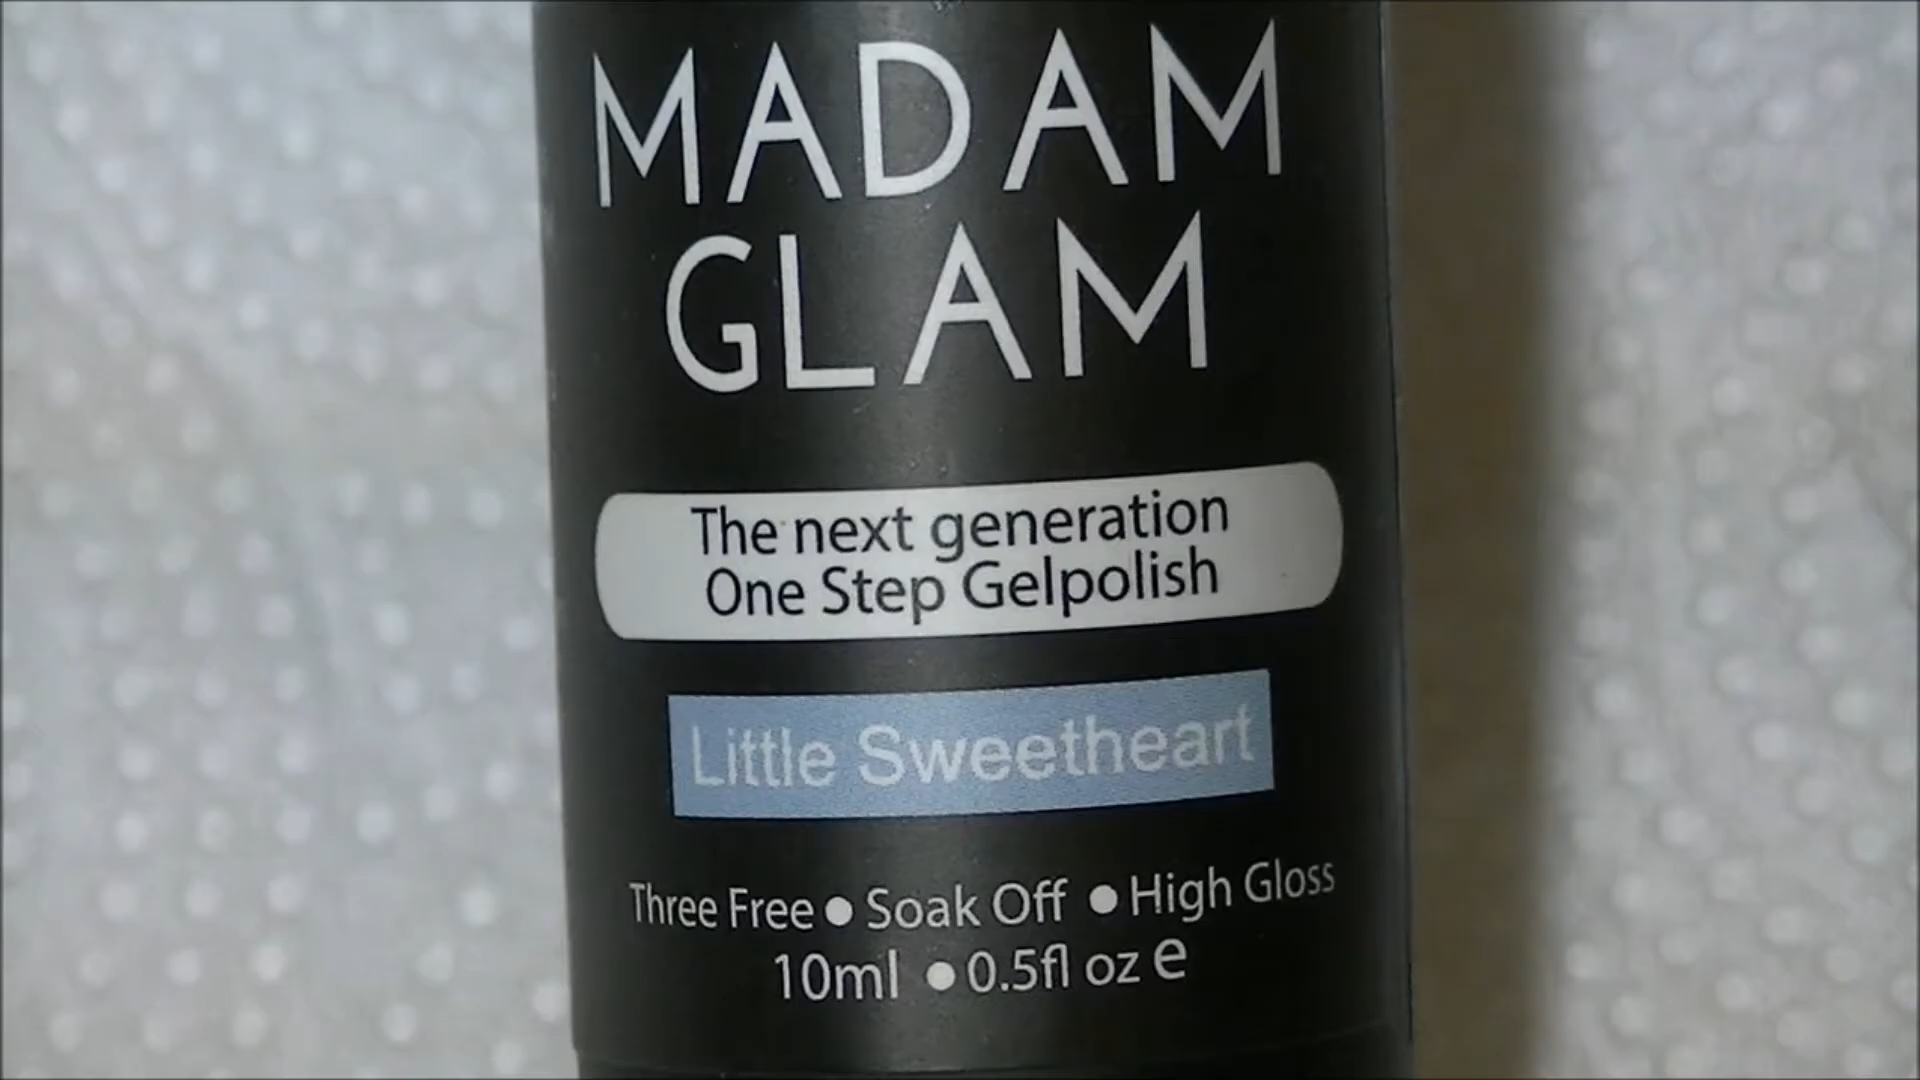 MADAM
GLAM
The next generation
One Step Gelpolish
Little Sweetheart
Three Free ● Soak Off ● High Gloss
10ml ● 0.5fl oz e